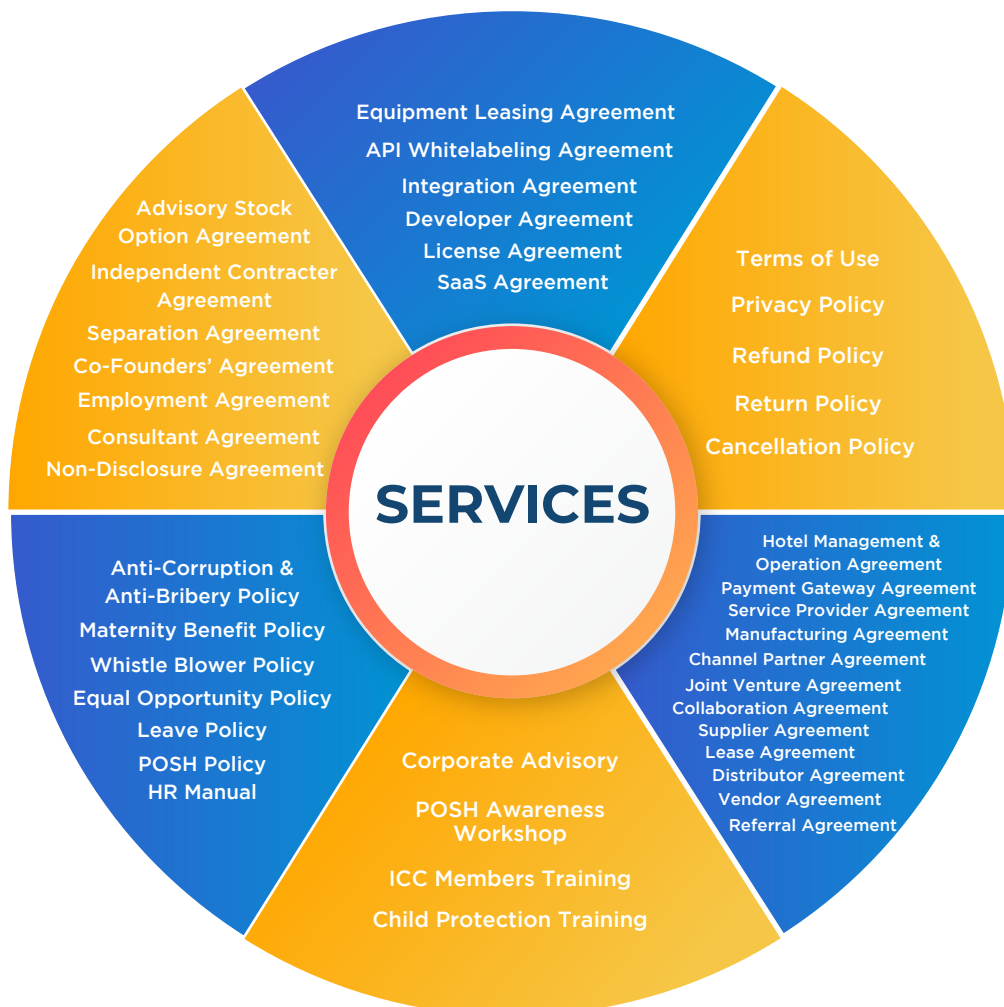 Equipment Leasing Agreement
API Whitelabeling Agreement
Integration Agreement
Developer Agreement
License Agreement
SaaS Agreement
Terms of Use
Privacy Policy
Refund Policy
Return Policy
Cancellation Policy
Hotel Management &
Operation Agreement
Payment Gateway Agreement
Service Provider Agreement
Manufacturing Agreement
Channel Partner Agreement
Joint Venture Agreement
Collaboration Agreement
Supplier Agreement
Lease Agreement
Distributor Agreement
Vendor Agreement
Referral Agreement
Corporate Advisory
POSH Awareness
Workshop
ICC Members Training
Child Protection Training
Anti-Corruption &
Anti-Bribery Policy
Maternity Benefit Policy
Whistle Blower Policy
Equal Opportunity Policy
Leave Policy
POSH Policy
HR Manual
Advisory Stock
Option Agreement
Independent Contracter
Agreement
Separation Agreement
Co-Founders’ Agreement
Employment Agreement
Consultant Agreement
Non-Disclosure Agreement
SERVICES